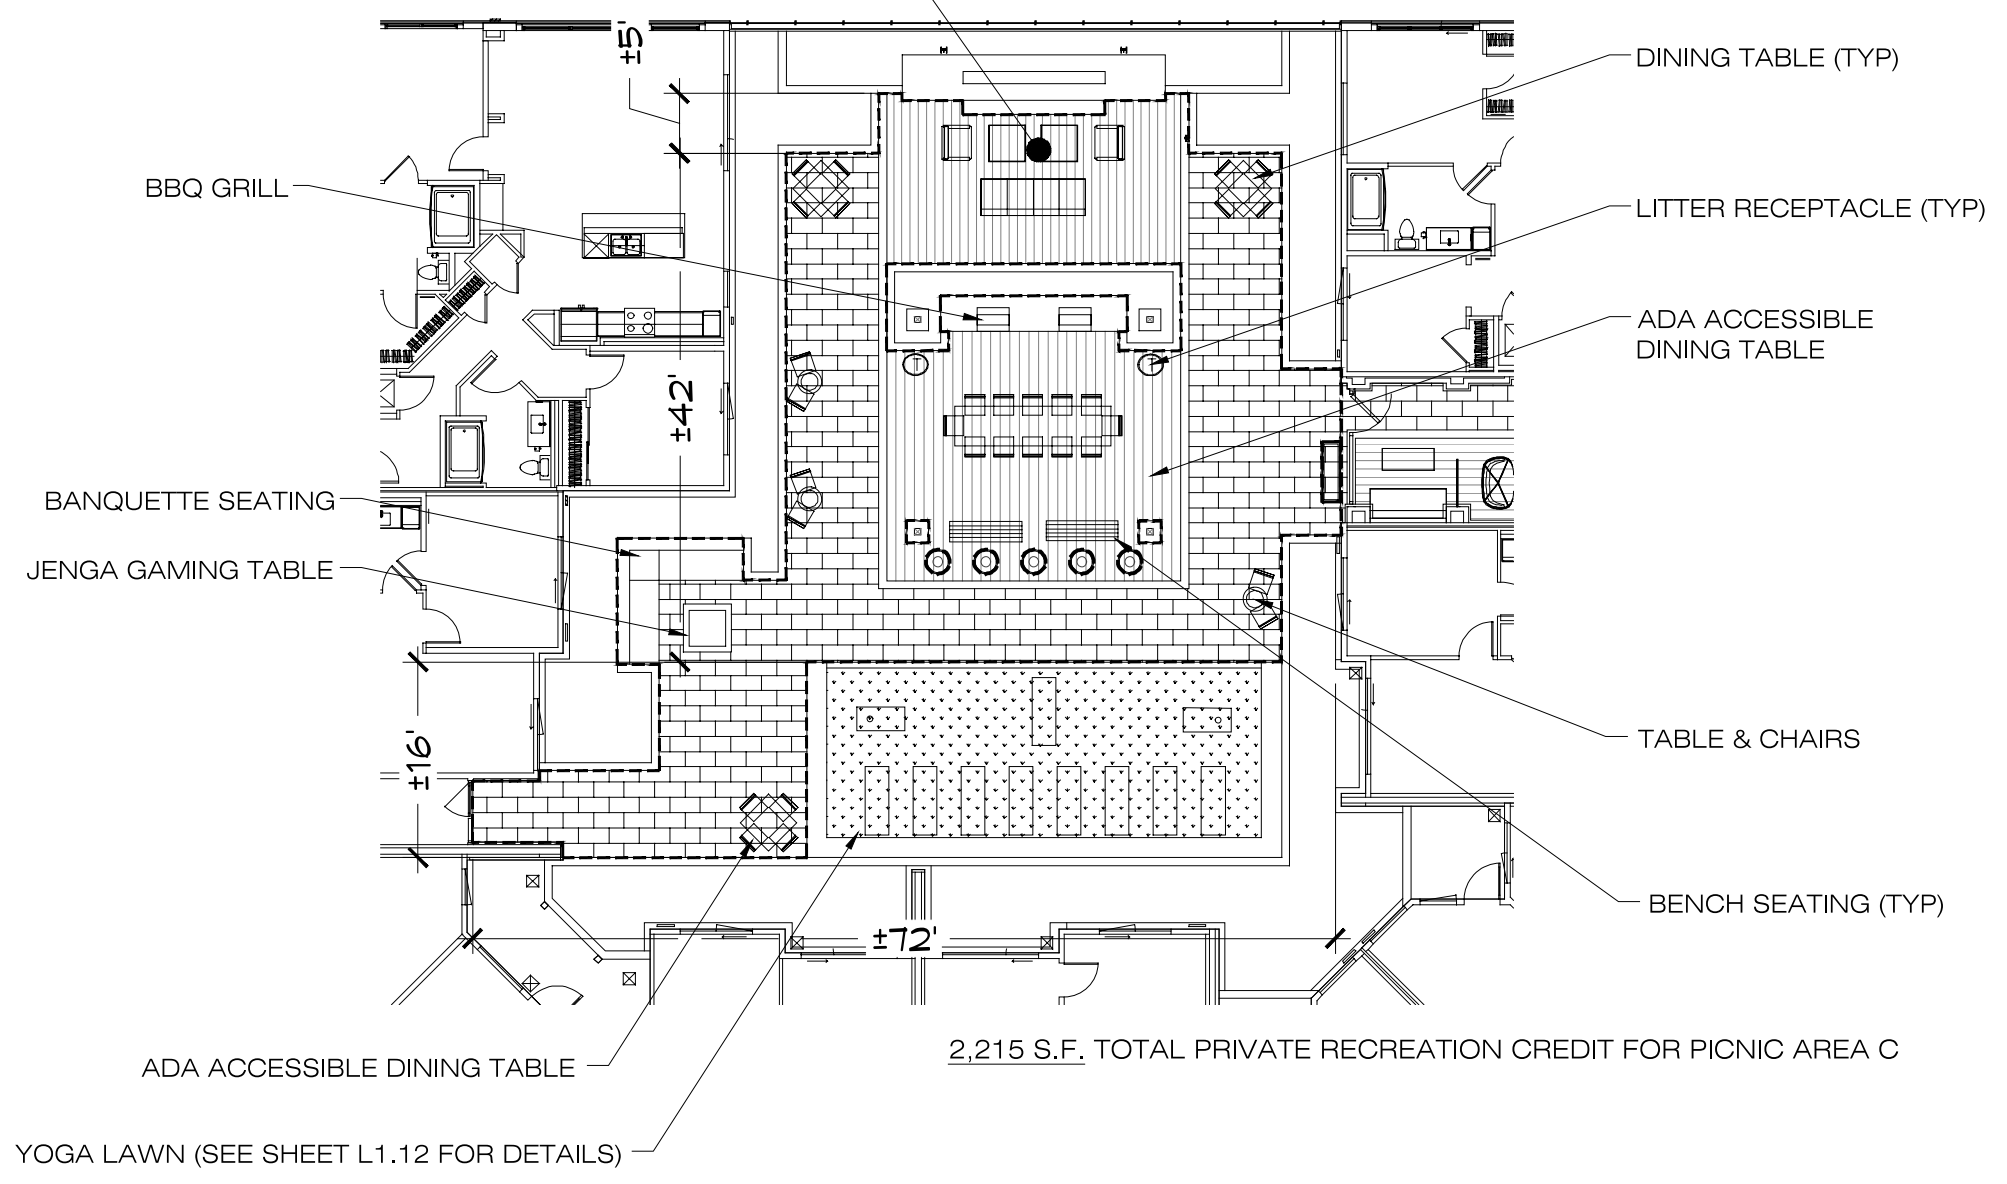 ±5'
DINING TABLE (TYP)
BBQ GRILL
LITTER RECEPTACLE (TYP)
ADA ACCESSIBLE
DINING TABLE
T
T
±42'
BANQUETTE SEATING
JENGA GAMING TABLE
±16'
TABLE & CHAIRS
BENCH SEATING (TYP)
±72'
2,215 S.F. TOTAL PRIVATE RECREATION CREDIT FOR PICNIC AREA C
ADA ACCESSIBLE DINING TABLE
YOGA LAWN (SEE SHEET L1.12 FOR DETAILS)